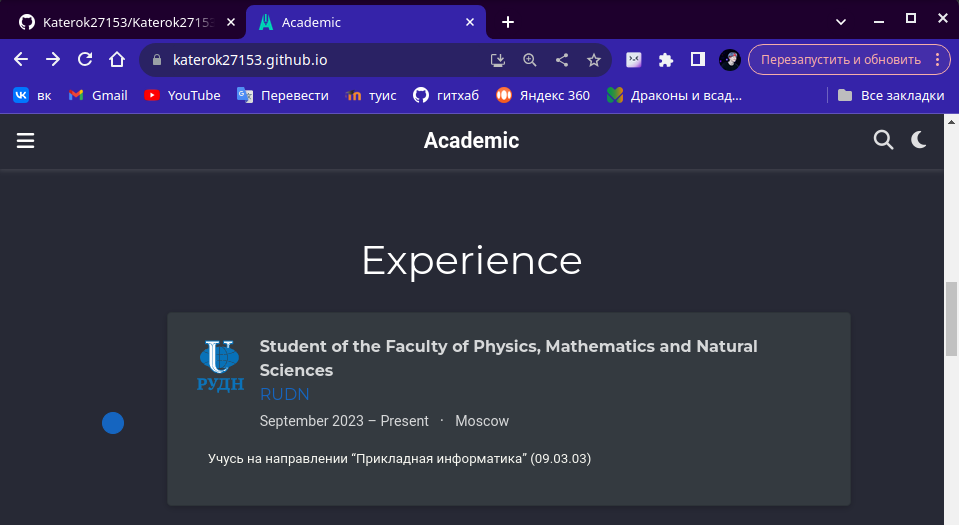 Katerok27153/Katerok27153
Academic
katerok27153.github.io
Перезапустить и обновить
вк
Gmail
YouTube
Перевести
туис
гитхаб
Яндекс 360
Драконы и всад...
Все закладки
Academic
Experience
U
РУДН
Student of the Faculty of Physics, Mathematics and Natural
Sciences
RUDN
September 2023 – Present · Moscow
Учусь на направлении “Прикладная информатика” (09.03.03)